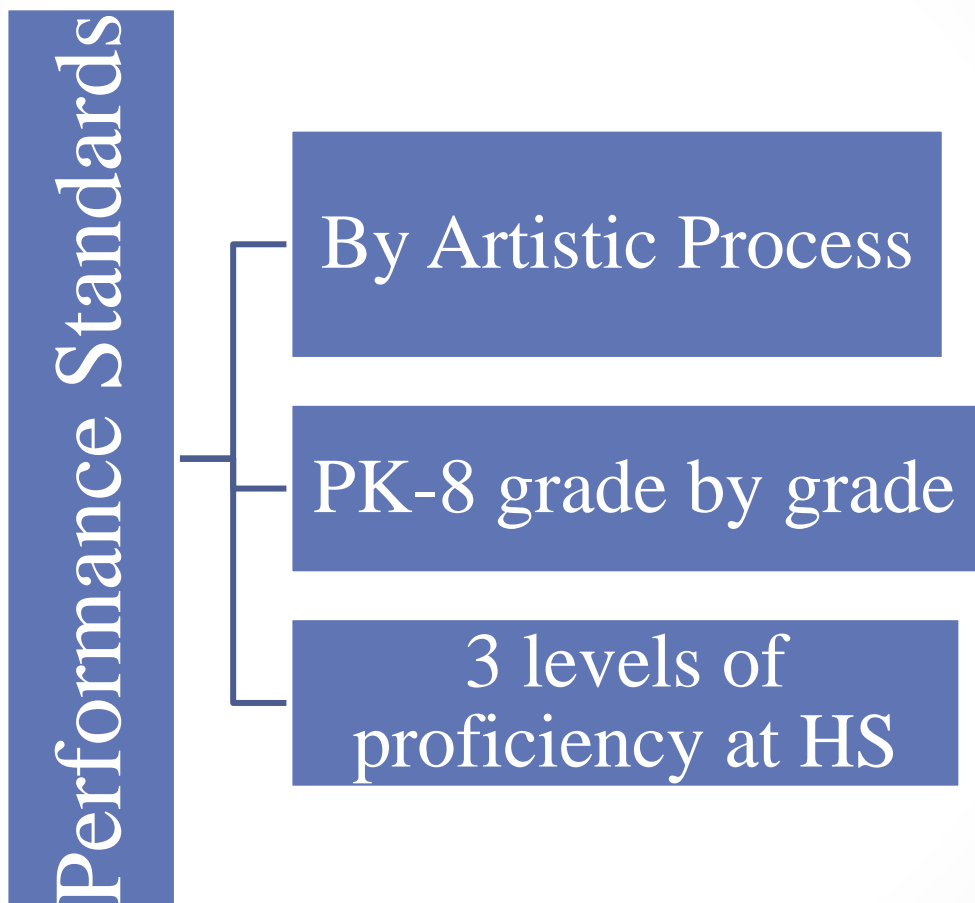 Performance Standards
By Artistic Process
PK-8 grade by grade
3 levels of
proficiency at HS